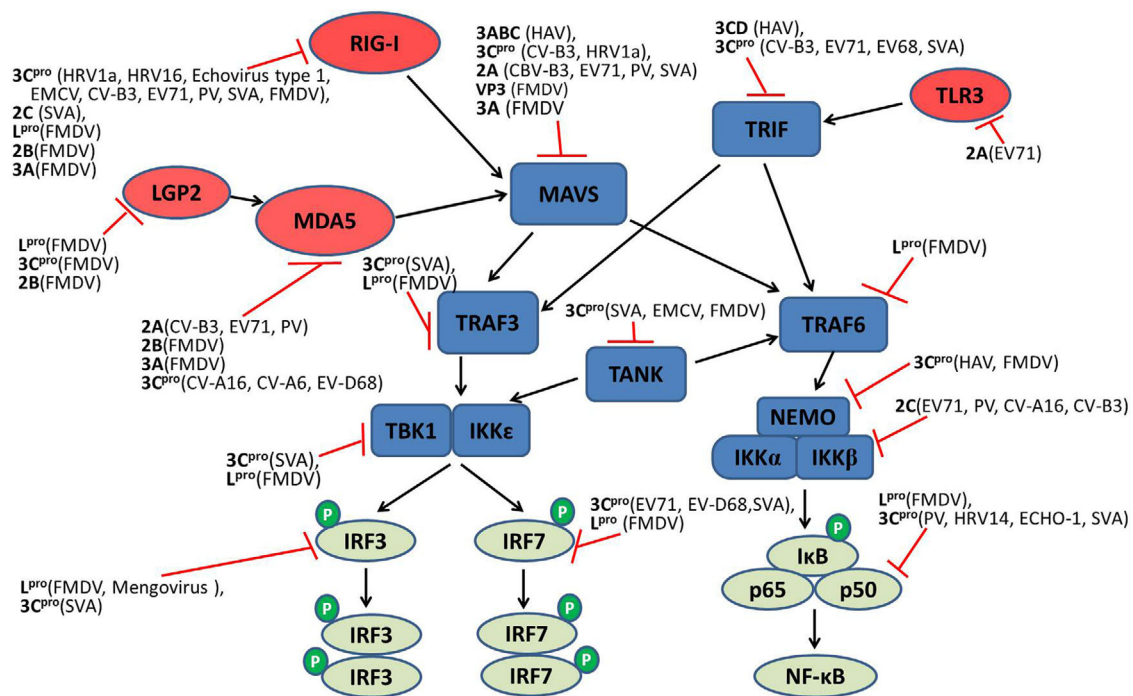 RIG-I
3Cpro (HRV1a, HRV16, Echovirus type 1,
EMCV, CV-B3, EV71, PV, SVA, FMDV),
2C (SVA)
Lpro(FMDV)
2B(FMDV)
3A(FMDV)
3ABC (HAV),
3Cpro (CV-B3, HRV1a),
2A (CBV-B3, EV71, PV, SVA)
VP3 (FMDV)
3A (FMDV
3CD (HAV)
3Cpro (CV-B3, EV71, EV68, SVA)
TLR3
TRIF
2A(EV71)
LGP2
MDA5
MAVS
Lpro(FMDV)
3Cpro(FMDV)
2B(FMDV)
3Cpro(SVA),
Lpro(FMDV)
Lpro(FMDV)
2A(CV-B3, EV71, PV)
2B(FMDV)
3A(FMDV)
3Cpro(CV-A16, CV-A6, EV-D68)
TRAF3
3Cpro(SVA, EMCV, FMDV)
TRAF6
TANK
3Cpro(HAV, FMDV)
TBK1
IKKε
NEMO
2C(EV71, PV, CV-A16, CV-B3)
IKKα
IKKβ
3Cpro(SVA),
Lpro(FMDV)
P
IRF3
P
IRF7
3Cpro(EV71, EV-D68,SVA),
Lpro (FMDV)
Lpro(FMDV),
3Cpro(PV, HRV14, ECHO-1, SVA)
P
IκB
p65
p50
Lpro(FMDV, Mengovirus ),
3Cpro(SVA)
P
IRF3
P
IRF3
P
IRF7
IRF7
P
NF-κB